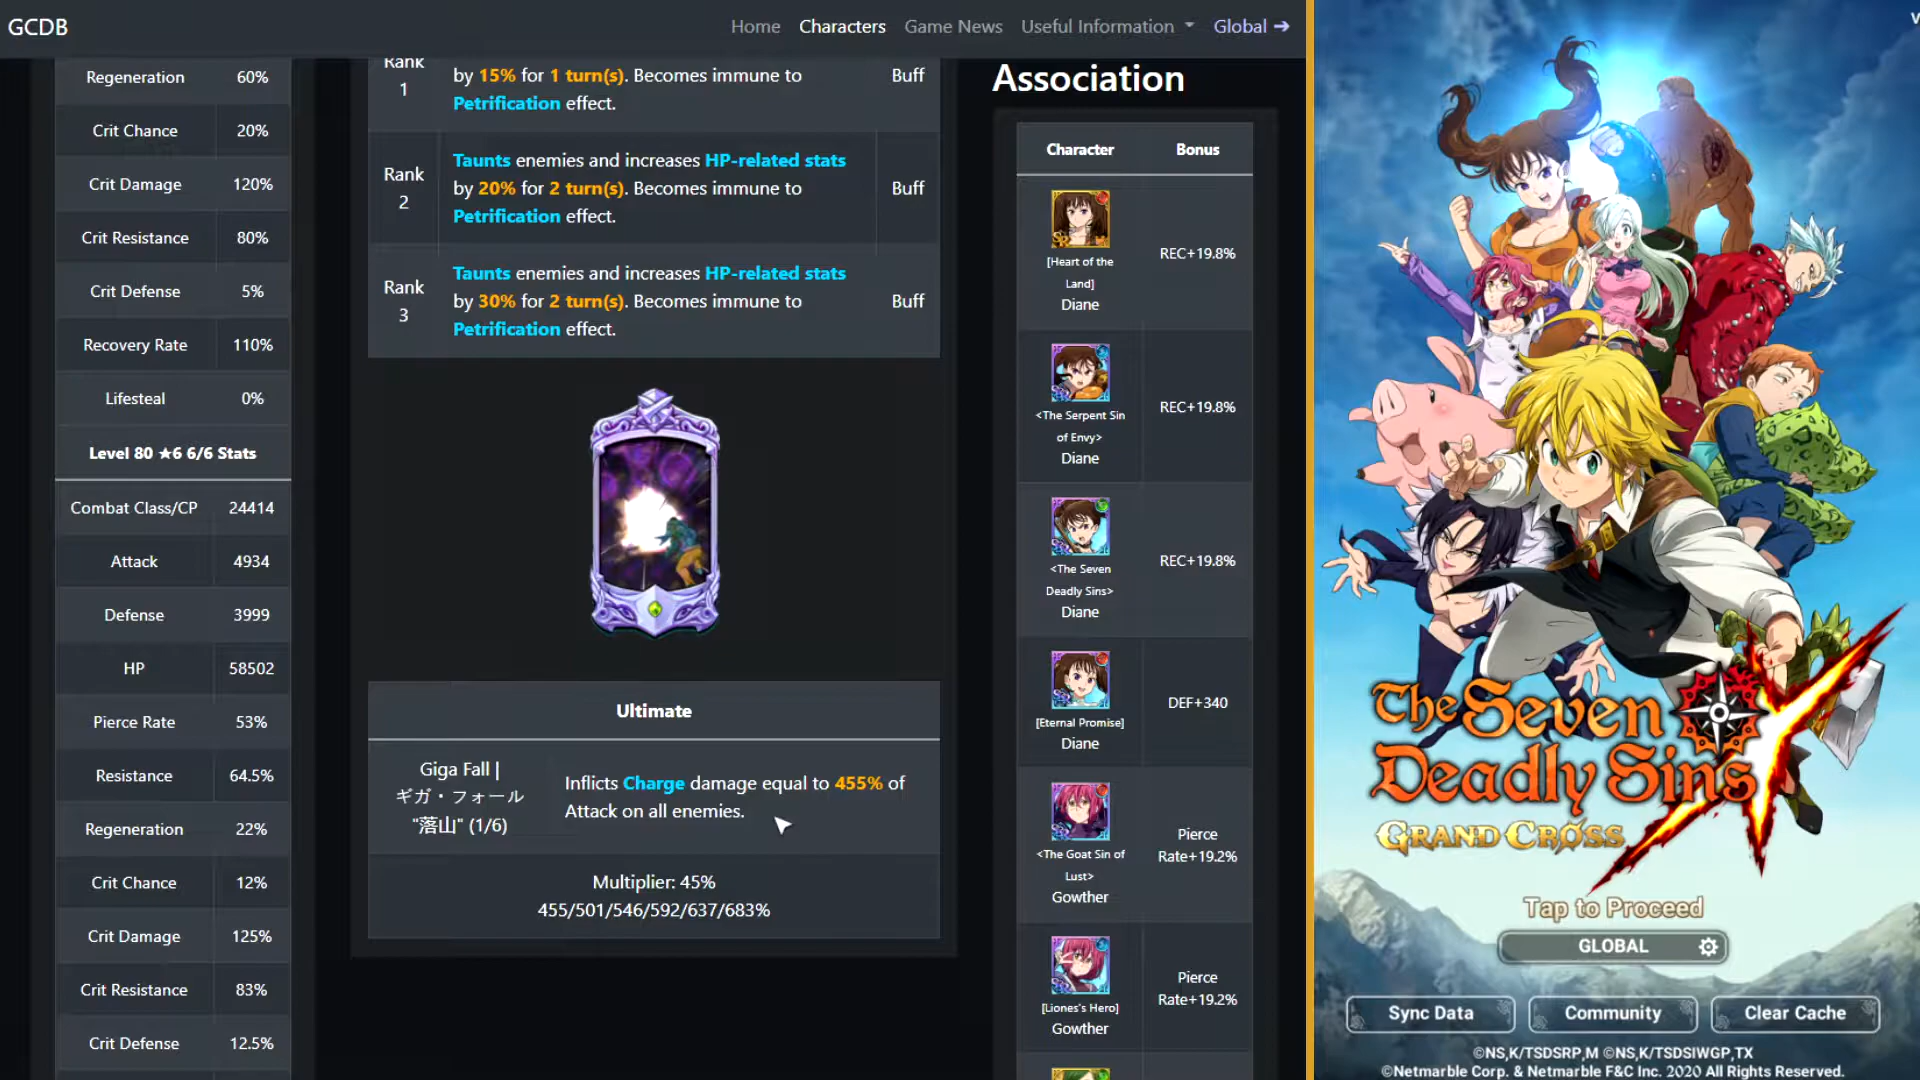 GCDB
Home
Characters
Game News
Useful Information
Global ➔
Regeneration 60%
Crit Chance 20%
Crit Damage 120%
Crit Resistance 80%
Crit Defense 5%
Recovery Rate 110%
Lifesteal 0%
Level 80 ★6 6/6 Stats
Combat Class/CP 24414
Attack 4934
Defense 3999
HP 58502
Pierce Rate 53%
Resistance 64.5%
Regeneration 22%
Crit Chance 12%
Crit Damage 125%
Crit Resistance 83%
Crit Defense 12.5%
Rank
1
by 15% for 1 turn(s). Becomes immune to
Petrification effect.
Buff
Rank
2
Taunts enemies and increases HP-related stats
by 20% for 2 turn(s). Becomes immune to
Petrification effect.
Buff
Rank
3
Taunts enemies and increases HP-related stats
by 30% for 2 turn(s). Becomes immune to
Petrification effect.
Buff
Ultimate
Giga Fall |
ギガ・フォール
"落山" (1/6)
Inflicts Charge damage equal to 455% of
Attack on all enemies.
Multiplier: 45%
455/501/546/592/637/683%
Association
Character Bonus
SR
[Heart of the
Land]
Diane
REC+19.8%
<The Serpent Sin
of Envy>
Diane
REC+19.8%
<The Seven
Deadly Sins>
Diane
REC+19.8%
[Eternal Promise]
Diane
DEF+340
<The Goat Sin of
Lust>
Gowther
Pierce
Rate+19.2%
[Liones's Hero]
Gowther
Pierce
Rate+19.2%
V
The Seven
Deadly Sins
GRAND CROSS
Tap to Proceed
GLOBAL
Sync Data
Community
Clear Cache
©NS,K/TSDSRP,M ©NS,K/TSDSIWGP,TX
©Netmarble Corp. & Netmarble F&C Inc. 2020 All Rights Reserved.